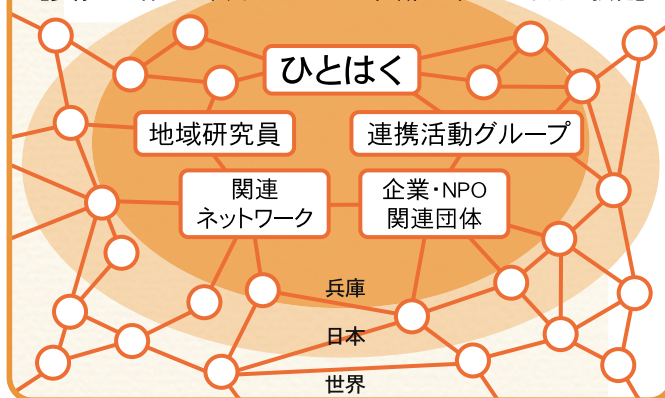 ひとはく
地域研究員
連携活動グループ
関連
ネットワーク
企業・NPO
関連団体
兵庫
日本
世界